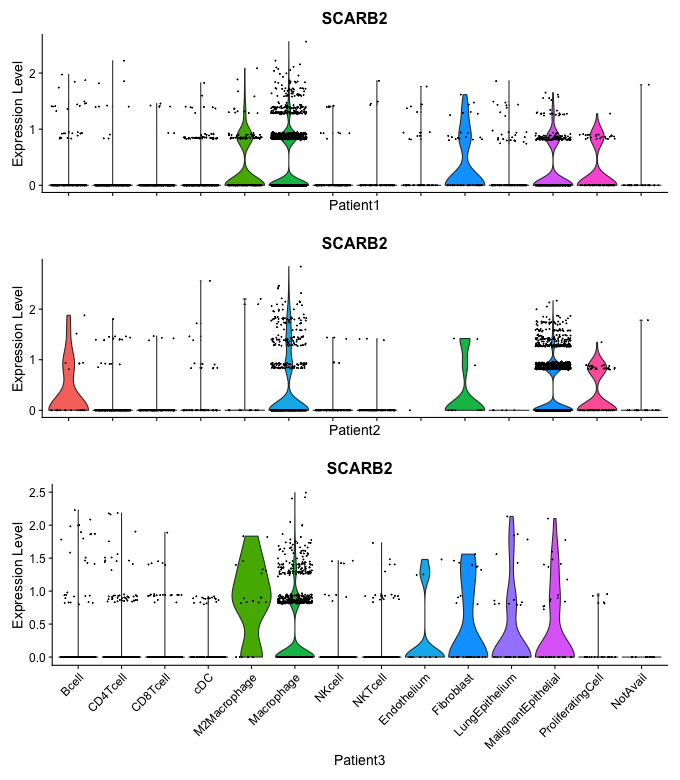 SCARB2
Expression Level
2
1
0
Patient1
SCARB2
Expression Level
2
1
0
Patient2
SCARB2
Expression Level
2.5
2.0
1.5
1.0
0.5
0.0
Bcell
CD4Tcell
CD8Tcell
cDC
M2Macrophage
Macrophage
NKcell
NKTcell
Endothelium
Fibroblast
LungEpithelium
MalignantEpithelial
ProliferatingCell
NotAvail
Patient3